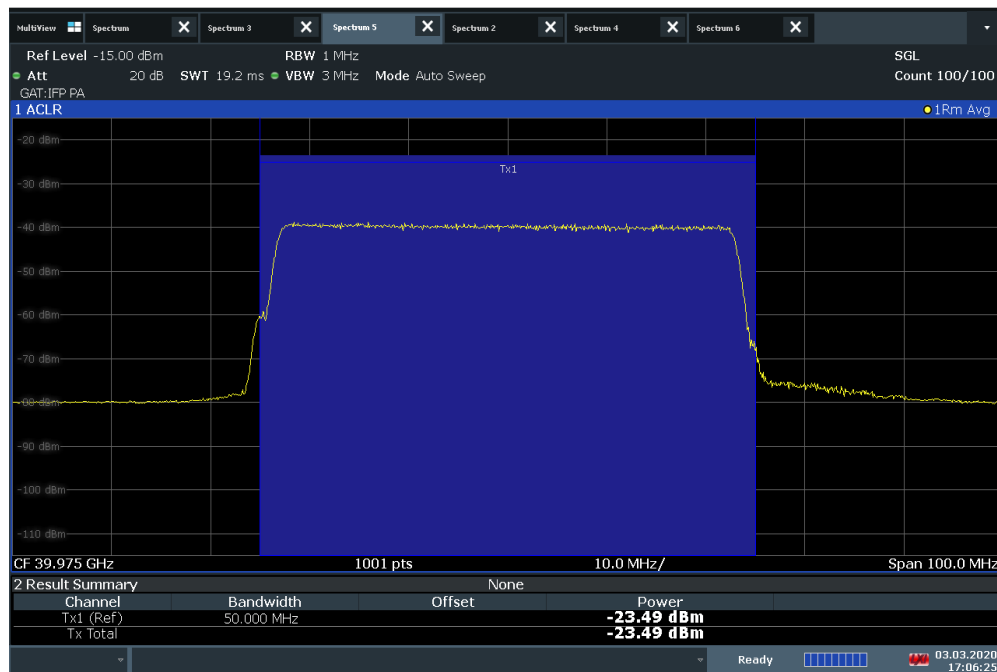 MultiView Spectrum X Spectrum 3 X Spectrum 5 X Spectrum 2 X Spectrum 4 X Spectrum 6 X
Ref Level -15.00 dBm RBW 1 MHz SGL
Att 20 dB SWT 19.2 ms VBW 3 MHz Mode Auto Sweep Count 100/100
GAT:IFP PA
1 ACLR 1Rm Avg
-20 dBm
Tx1
-30 dBm
-40 dBm
-50 dBm
-60 dBm
-70 dBm
-80 dBm
-90 dBm
-100 dBm
-110 dBm
CF 39.975 GHz 1001 pts 10.0 MHz/ Span 100.0 MHz
2 Result Summary None
Channel Bandwidth Offset Power
Tx1 (Ref) 50.000 MHz -23.49 dBm
Tx Total -23.49 dBm
Ready 03.03.2020
17:06:25